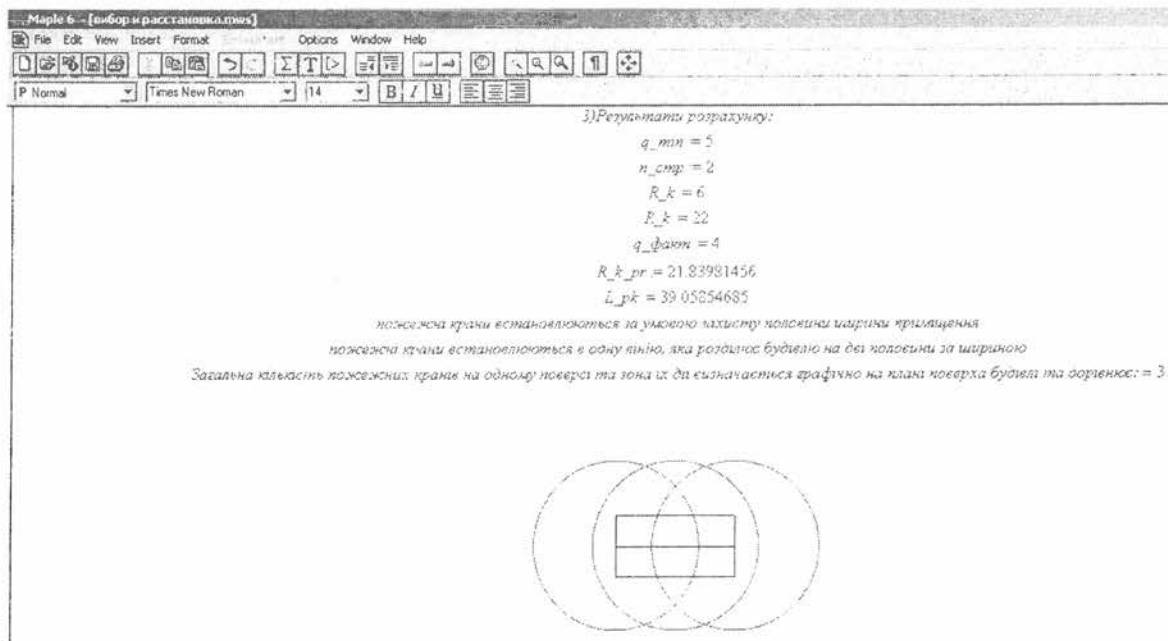 Maple 6 - [вибор и расстановка.mws]
File Edit View Insert Format Options Window Help
P Normal Times New Roman 14 B I U
3)Результати розрахунку:
q_min = 5
n_стр = 2
R_k = 6
R_k = 22
q_факт = 4
R_k_pr = 21.83981456
L_pk = 39.05854685
пожежні крани встановлюються за умовою захисту половини ширини приміщення
пожежні крани встановлюються в одну лінію, яка розділяє будівлю на дві половини за шириною
Загальна кількість пожежних кранів на одному поверсі та зона їх дії визначається графічно на плані поверха будівлі та дорівнює: = 3